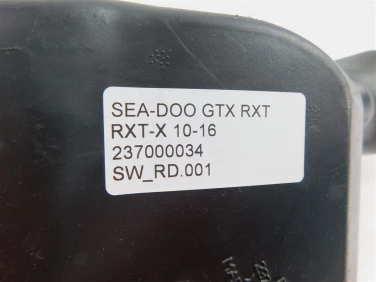 SEA-DOO GTX RXT
RXT-X 10-16
237000034
SW_RD.001